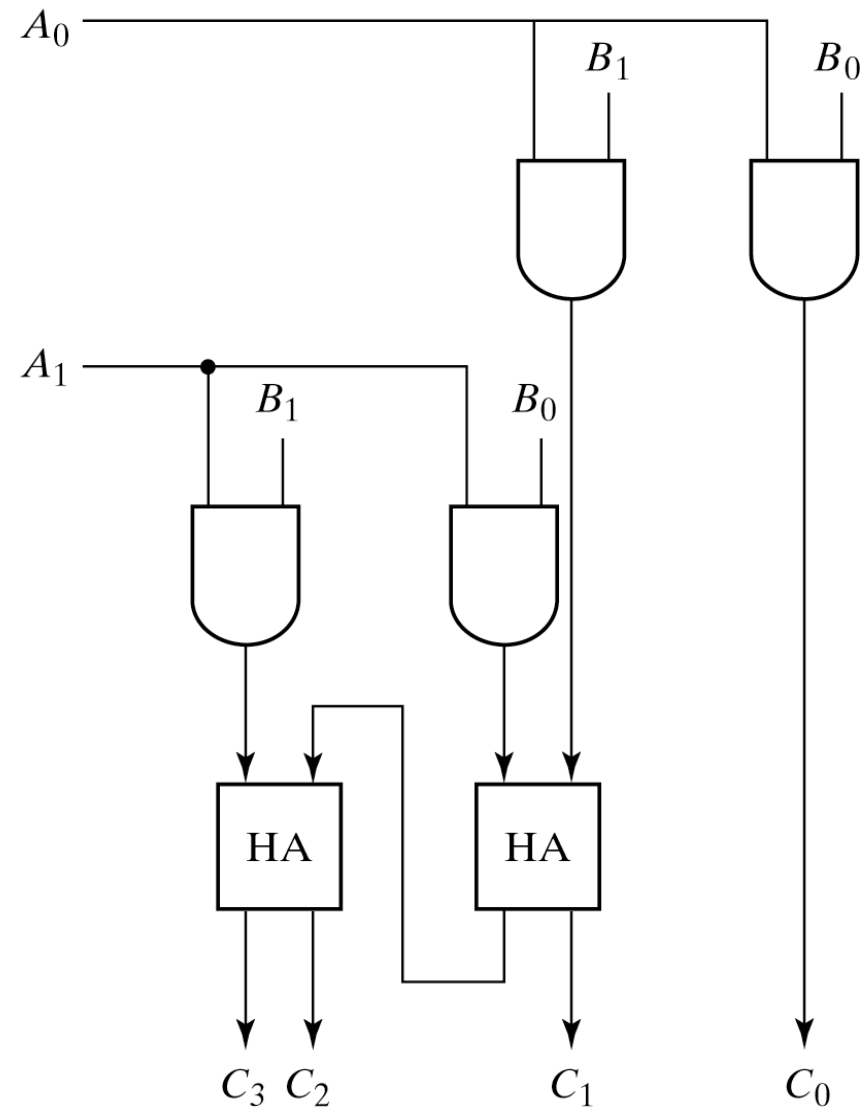 A₀
B₁ B₀
A₁
B₁ B₀
HA HA
C₃ C₂ C₁ C₀